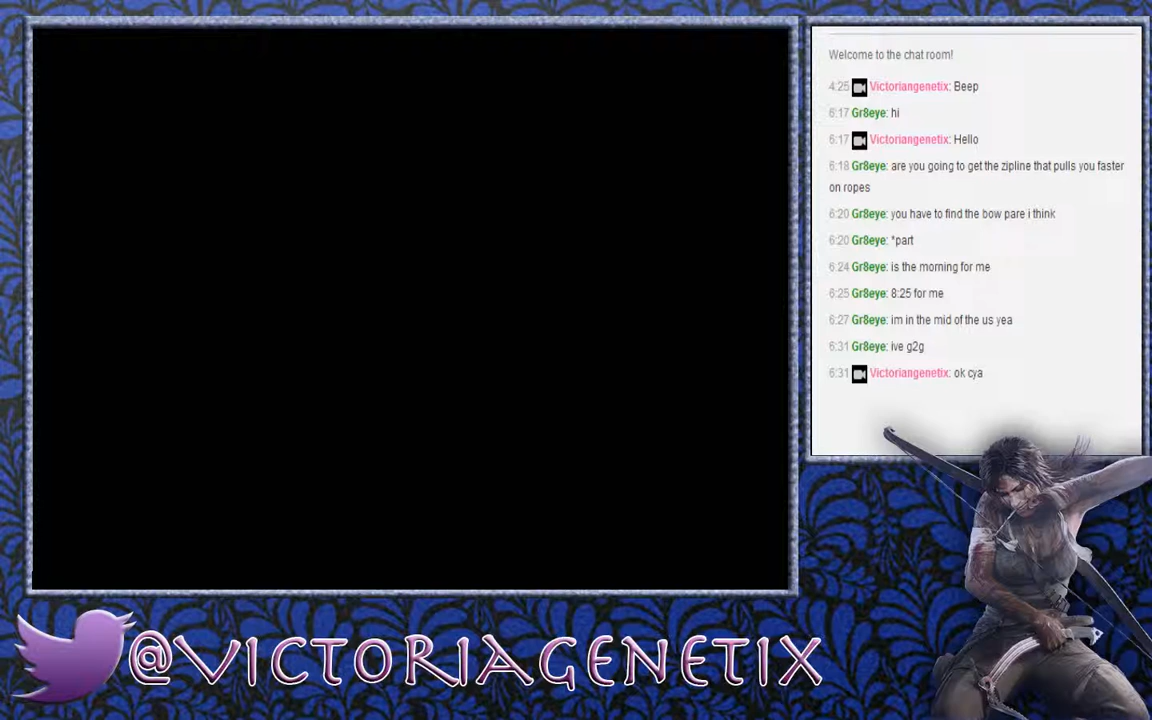 Welcome to the chat room!
4:25 Victoriangenetix: Beep
6:17 Gr8eye: hi
6:17 Victoriangenetix: Hello
6:18 Gr8eye: are you going to get the zipline that pulls you faster
on ropes
6:20 Gr8eye: you have to find the bow pare i think
6:20 Gr8eye: *part
6:24 Gr8eye: is the morning for me
6:25 Gr8eye: 8:25 for me
6:27 Gr8eye: im in the mid of the us yea
6:31 Gr8eye: ive g2g
6:31 Victoriangenetix: ok cya
@VICTORIAGENETIX